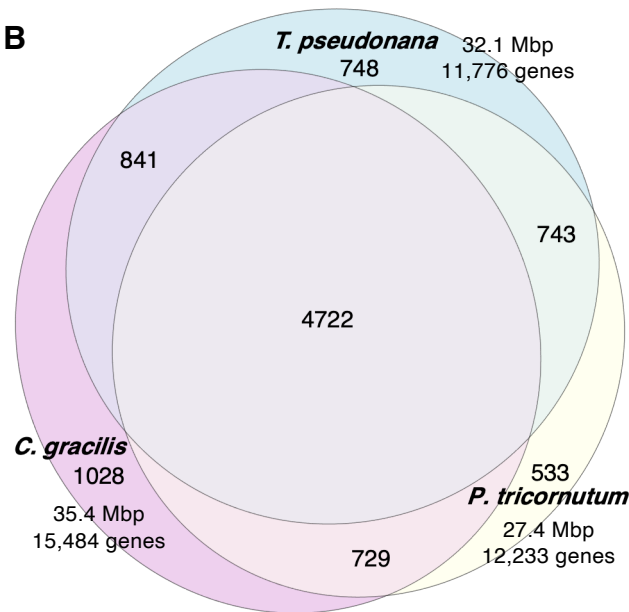 B
T. pseudonana
748
32.1 Mbp
11,776 genes
841
743
4722
C. gracilis
1028
35.4 Mbp
15,484 genes
533
P. tricornutum
27.4 Mbp
12,233 genes
729